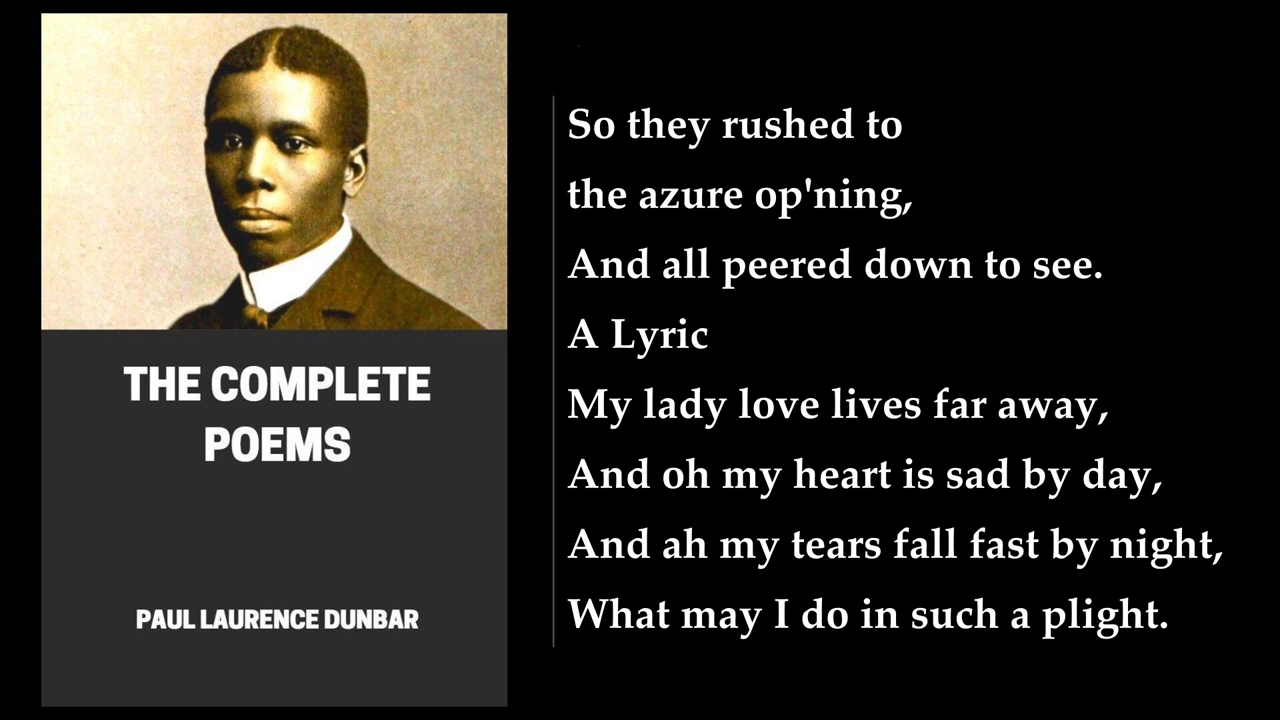 THE COMPLETE
POEMS
PAUL LAURENCE DUNBAR
So they rushed to
the azure op'ning,
And all peered down to see.
A Lyric
My lady love lives far away,
And oh my heart is sad by day,
And ah my tears fall fast by night,
What may I do in such a plight.